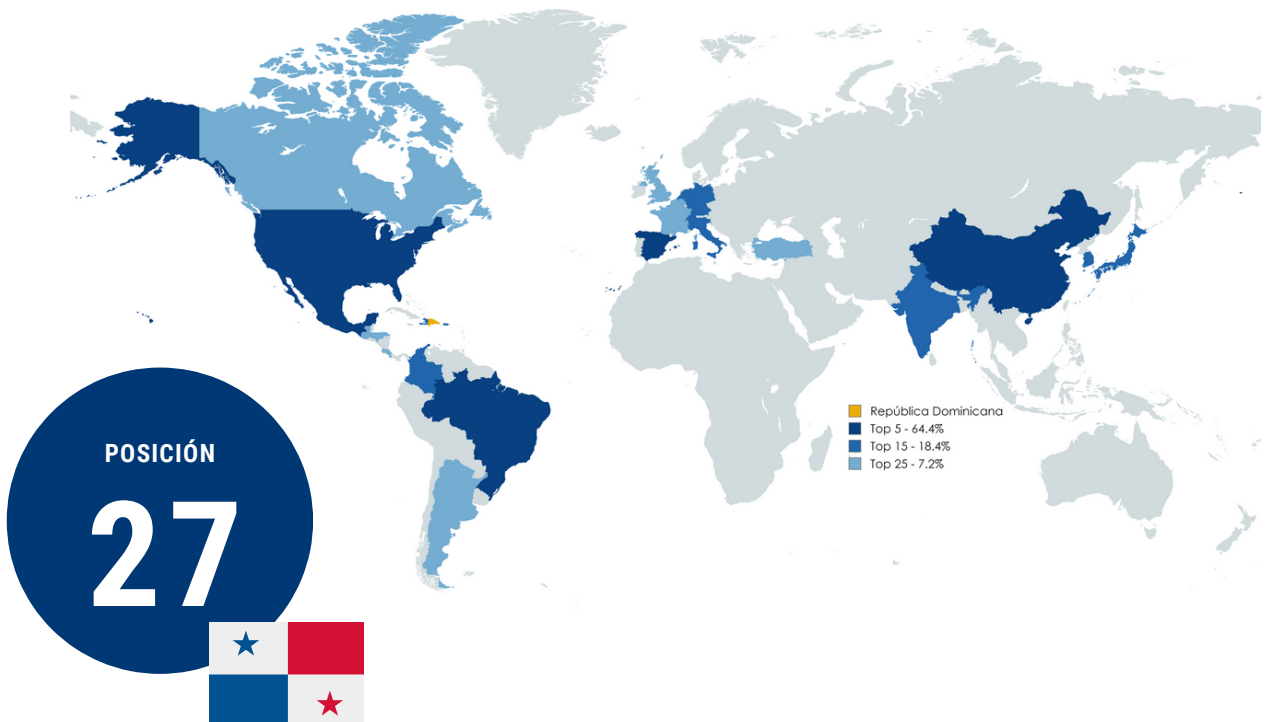 República Dominicana
Top 5 - 64.4%
Top 15 - 18.4%
Top 25 - 7.2%
POSICIÓN
27